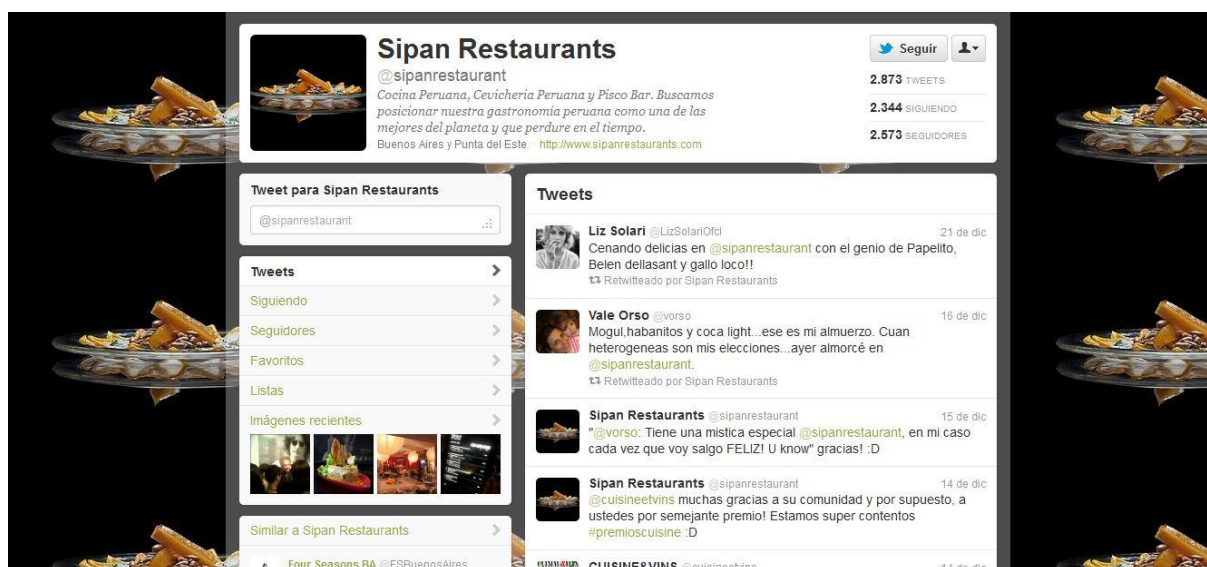 Sipan Restaurants
@sipanrestaurant
Cocina Peruana, Cevicheria Peruana y Pisco Bar. Buscamos
posicionar nuestra gastronomía peruana como una de las
mejores del planeta y que perdure en el tiempo.
Buenos Aires y Punta del Este http://www.sipanrestaurants.com
Seguir
2.873 TWEETS
2.344 SIGUIENDO
2.573 SEGUIDORES
Tweet para Sipan Restaurants
@sipanrestaurant
Tweets
Siguiendo
Seguidores
Favoritos
Listas
Imágenes recientes
Similar a Sipan Restaurants
Four Seasons BA @FSBuenosAires
Tweets
Liz Solari @LizSolariOfcl 21 de dic
Cenando delicias en @sipanrestaurant con el genio de Papelito,
Belen dellasant y gallo loco!!
Retwitteado por Sipan Restaurants
Vale Orso @vorso 16 de dic
Mogul,habanitos y coca light...ese es mi almuerzo. Cuan
heterogeneas son mis elecciones...ayer almorcé en
@sipanrestaurant.
Retwitteado por Sipan Restaurants
Sipan Restaurants @sipanrestaurant 15 de dic
"@vorso: Tiene una mistica especial @sipanrestaurant, en mi caso
cada vez que voy salgo FELIZ! U know" gracias! :D
Sipan Restaurants @sipanrestaurant 14 de dic
@cuisineetvins muchas gracias a su comunidad y por supuesto, a
ustedes por semejante premio! Estamos super contentos
#premioscuisine :D
CUISINE&VINS @cuisineetvins 14 de dic